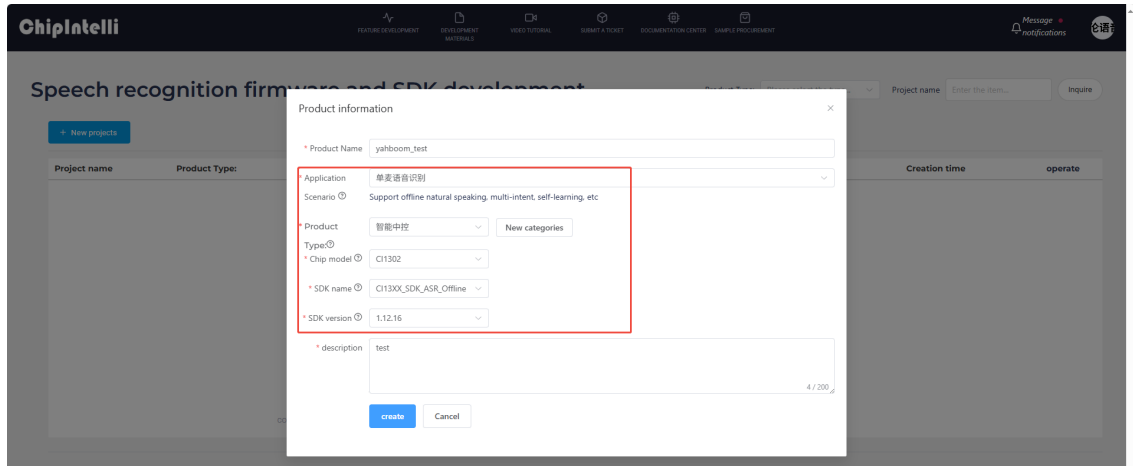 ChipIntelli
FEATURE DEVELOPMENT
DEVELOPMENT
MATERIALS
VIDEO TUTORIAL
SUBMIT A TICKET
DOCUMENTATION CENTER
SAMPLE PROCUREMENT
Message
notifications
Speech recognition firmware and SDK development
Project name
Enter the item...
Inquire
+ New projects
Project name
Product Type:
Creation time
operate
Product information
* Product Name
yahboom_test
* Application
Scenario
单麦语音识别
Support offline natural speaking, multi-intent, self-learning, etc
* Product
Type:
智能中控
New categories
* Chip model
CI1302
* SDK name
CI13XX_SDK_ASR_Offline
* SDK version
1.12.16
* description
test
4 / 200
create
Cancel